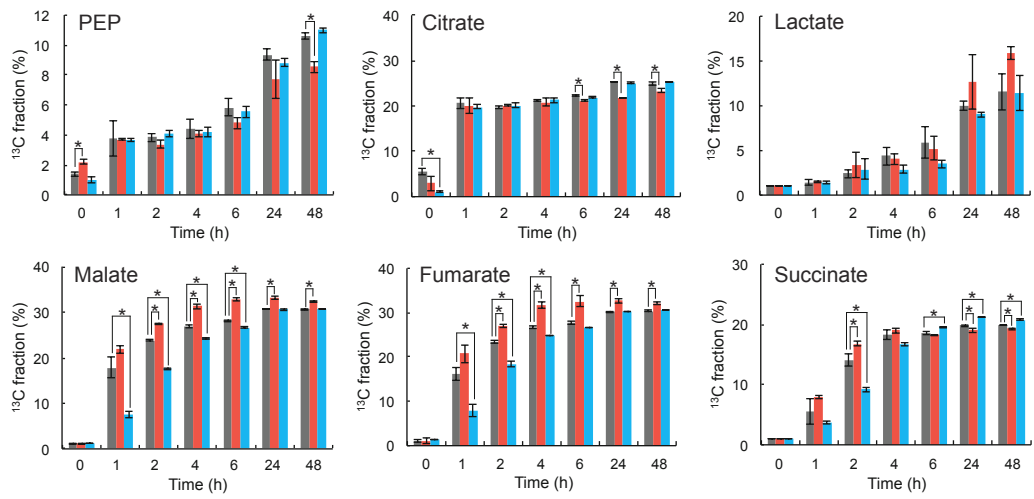 PEP
¹³C fraction (%)
12
10
8
6
4
2
0
*
*
0 1 2 4 6 24 48
Time (h)
Citrate
¹³C fraction (%)
40
30
20
10
0
*
*
*
*
0 1 2 4 6 24 48
Time (h)
Lactate
¹³C fraction (%)
20
15
10
5
0
0 1 2 4 6 24 48
Time (h)
Malate
¹³C fraction (%)
40
30
20
10
0
* * * * * * * * *
0 1 2 4 6 24 48
Time (h)
Fumarate
¹³C fraction (%)
40
30
20
10
0
* * * * * * * *
0 1 2 4 6 24 48
Time (h)
Succinate
¹³C fraction (%)
30
20
10
0
* * * * * * *
0 1 2 4 6 24 48
Time (h)